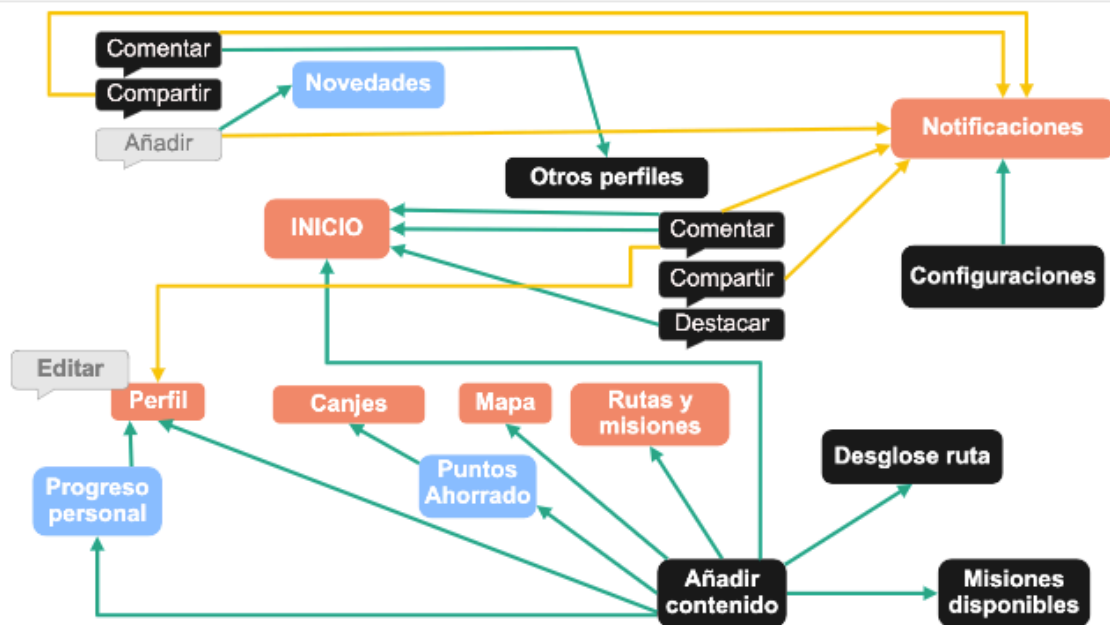 Comentar
Compartir
Añadir
Novedades
Notificaciones
Otros perfiles
INICIO
Comentar
Compartir
Destacar
Configuraciones
Editar
Perfil
Canjes
Mapa
Rutas y
misiones
Progreso
personal
Puntos
Ahorrado
Desglose ruta
Añadir
contenido
Misiones
disponibles